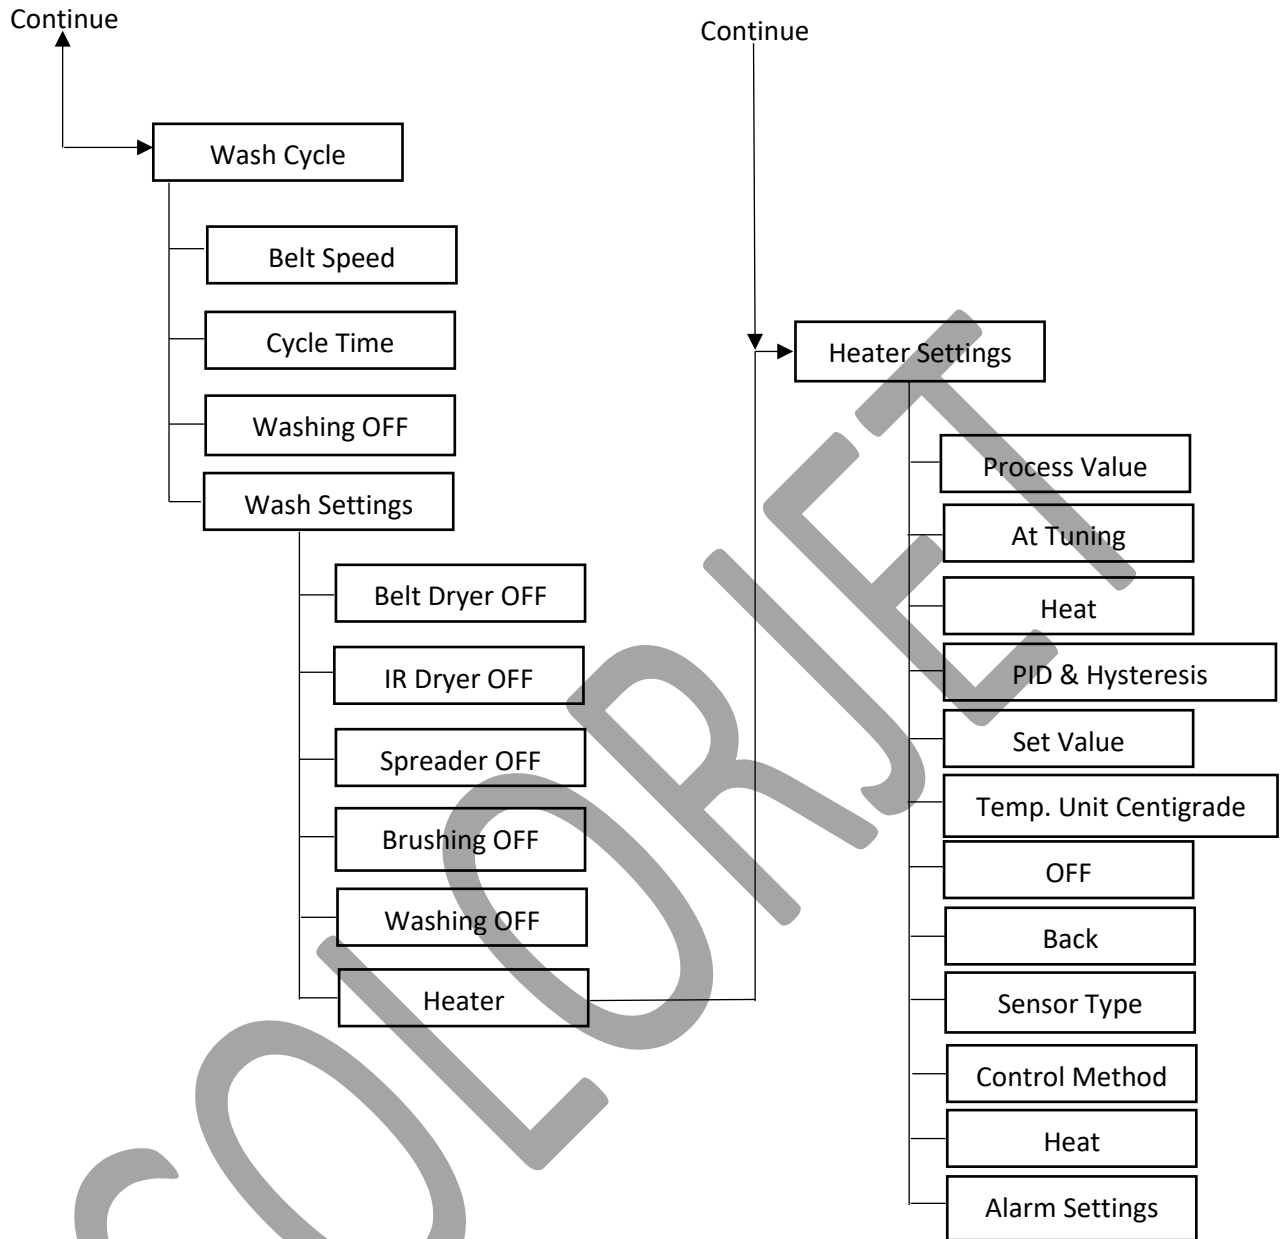 Continue
Wash Cycle
Belt Speed
Cycle Time
Washing OFF
Wash Settings
Belt Dryer OFF
IR Dryer OFF
Spreader OFF
Brushing OFF
Washing OFF
Heater
Continue
Heater Settings
Process Value
At Tuning
Heat
PID & Hysteresis
Set Value
Temp. Unit Centigrade
OFF
Back
Sensor Type
Control Method
Heat
Alarm Settings
COLORJET